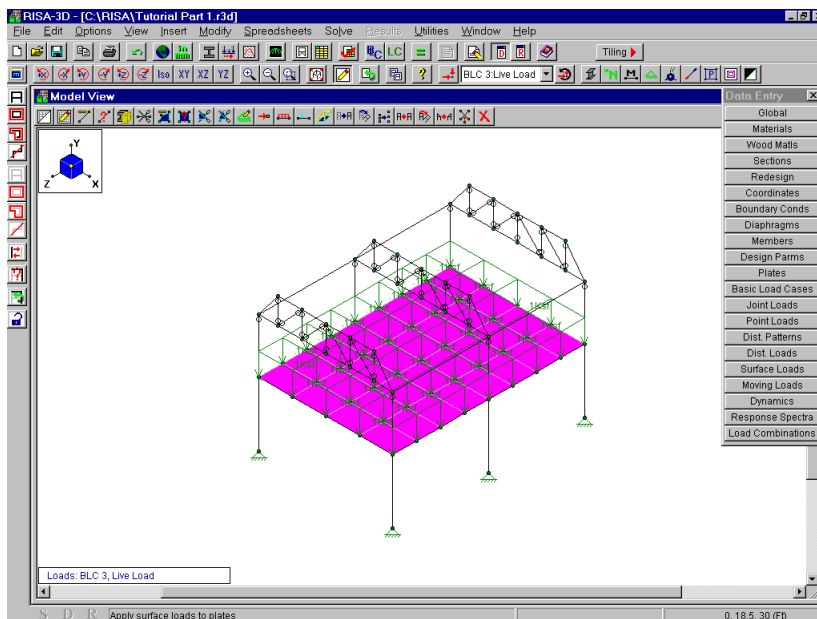 RISA-3D - [C:\RISA\Tutorial Part 1.r3d]
File Edit Options View Insert Modify Spreadsheets Solve Results Utilities Window Help
BC LC D R Tiling
Iso XY XZ YZ BLC 3:Live Load
Model View
Data Entry
Global
Materials
Wood Matls
Sections
Redesign
Coordinates
Boundary Conds
Diaphragms
Members
Design Parms
Plates
Basic Load Cases
Joint Loads
Point Loads
Dist. Patterns
Dist. Loads
Surface Loads
Moving Loads
Dynamics
Response Spectra
Load Combinations
Y
Z X
Loads: BLC 3, Live Load
S D R Apply surface loads to plates 0, 18.5, 30 (Ft)